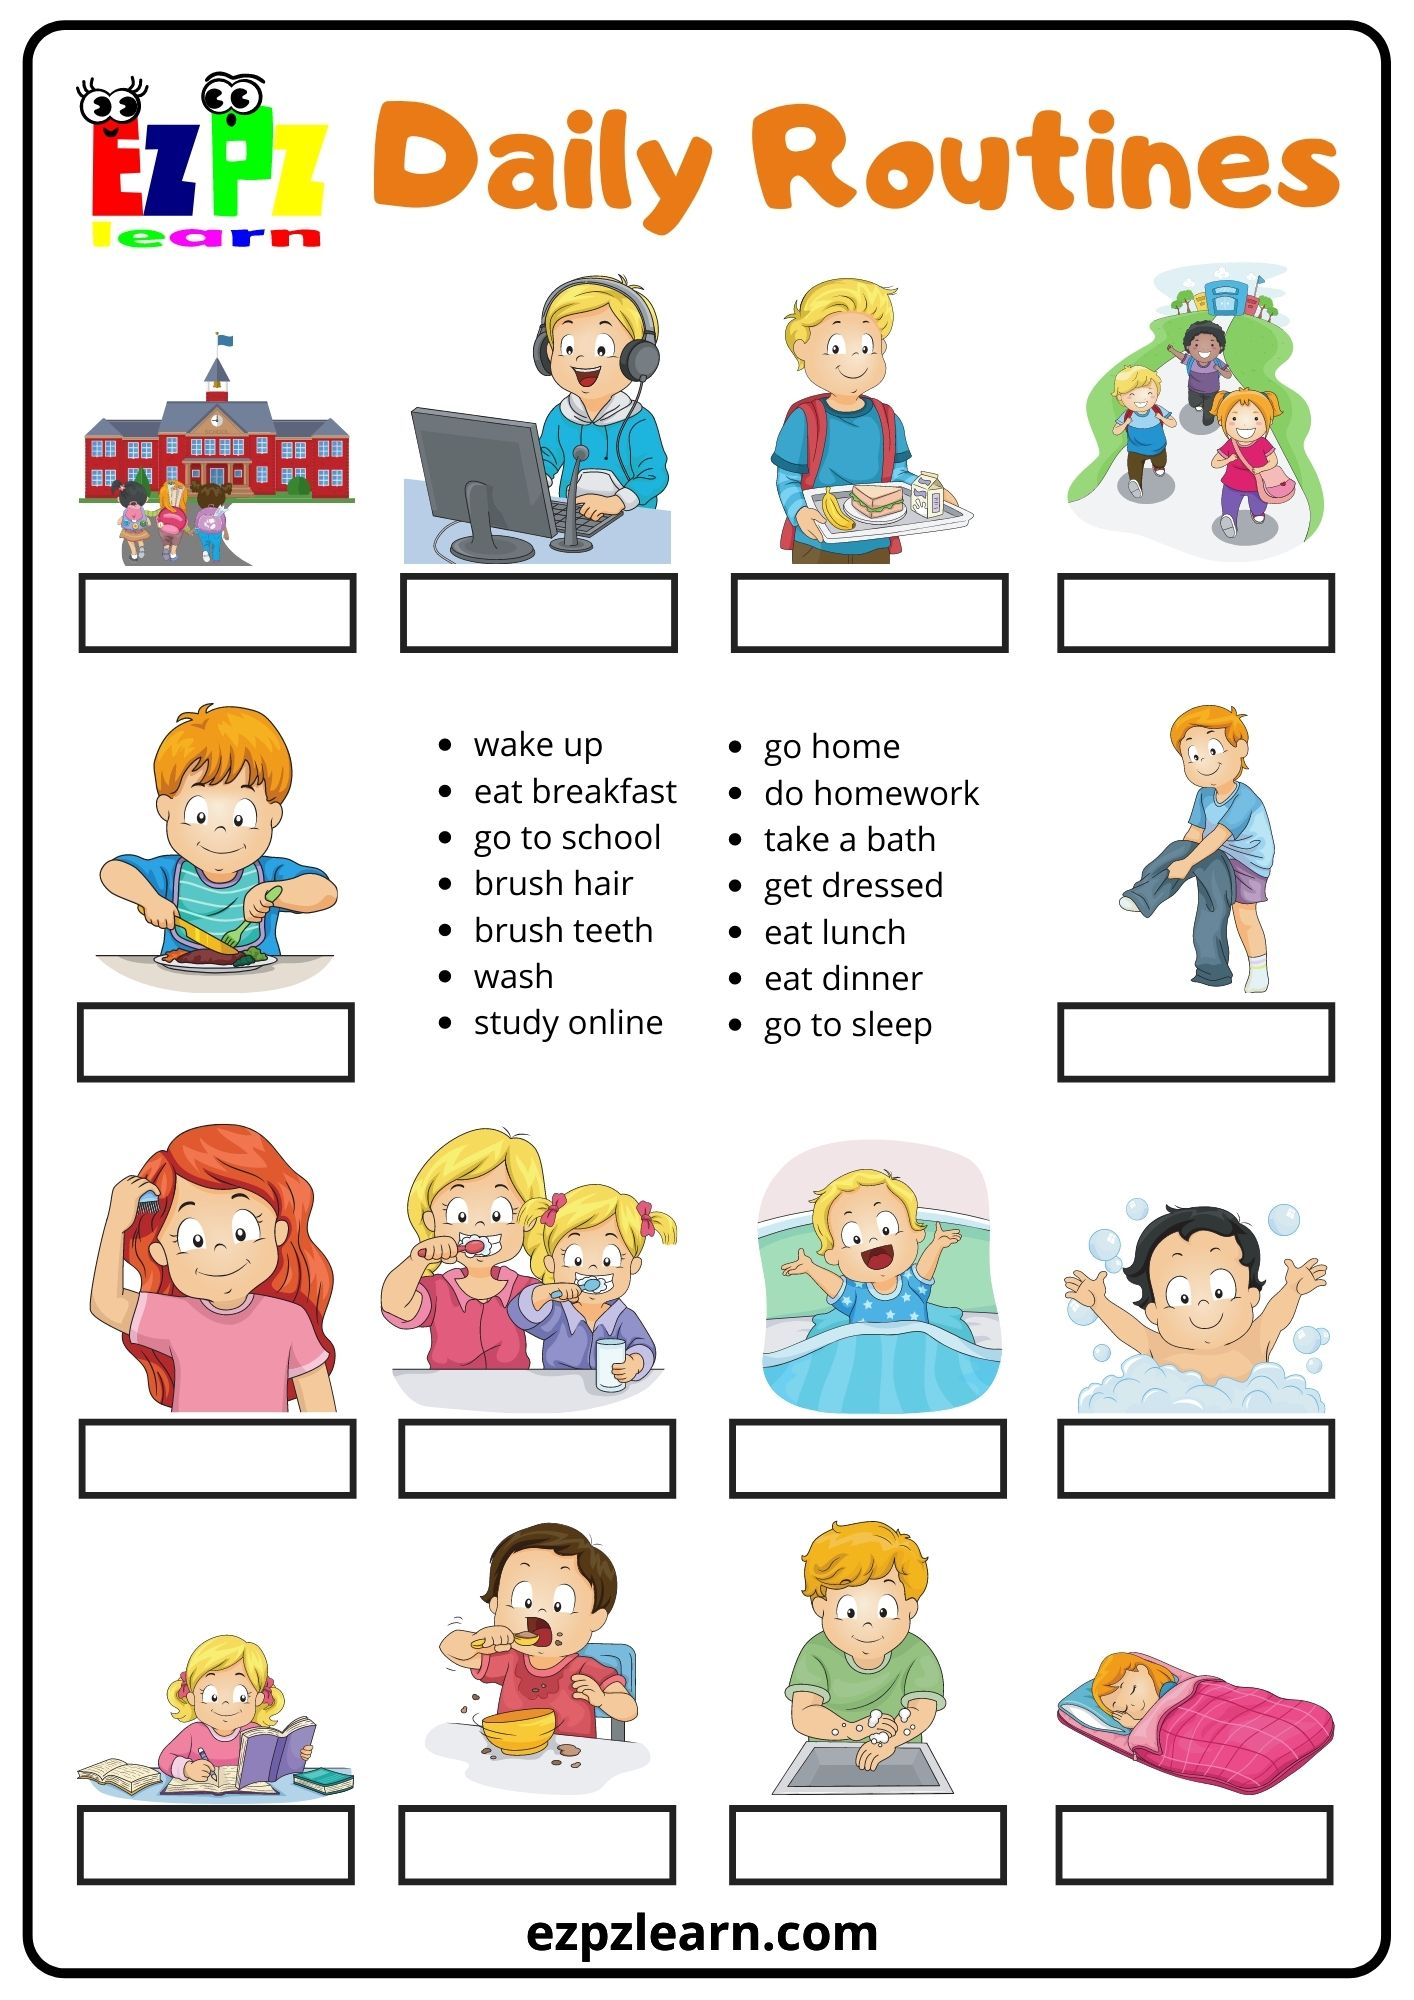 EZPZ
learn
Daily Routines
SCHOOL
• wake up
• eat breakfast
• go to school
• brush hair
• brush teeth
• wash
• study online
• go home
• do homework
• take a bath
• get dressed
• eat lunch
• eat dinner
• go to sleep
ezpzlearn.com